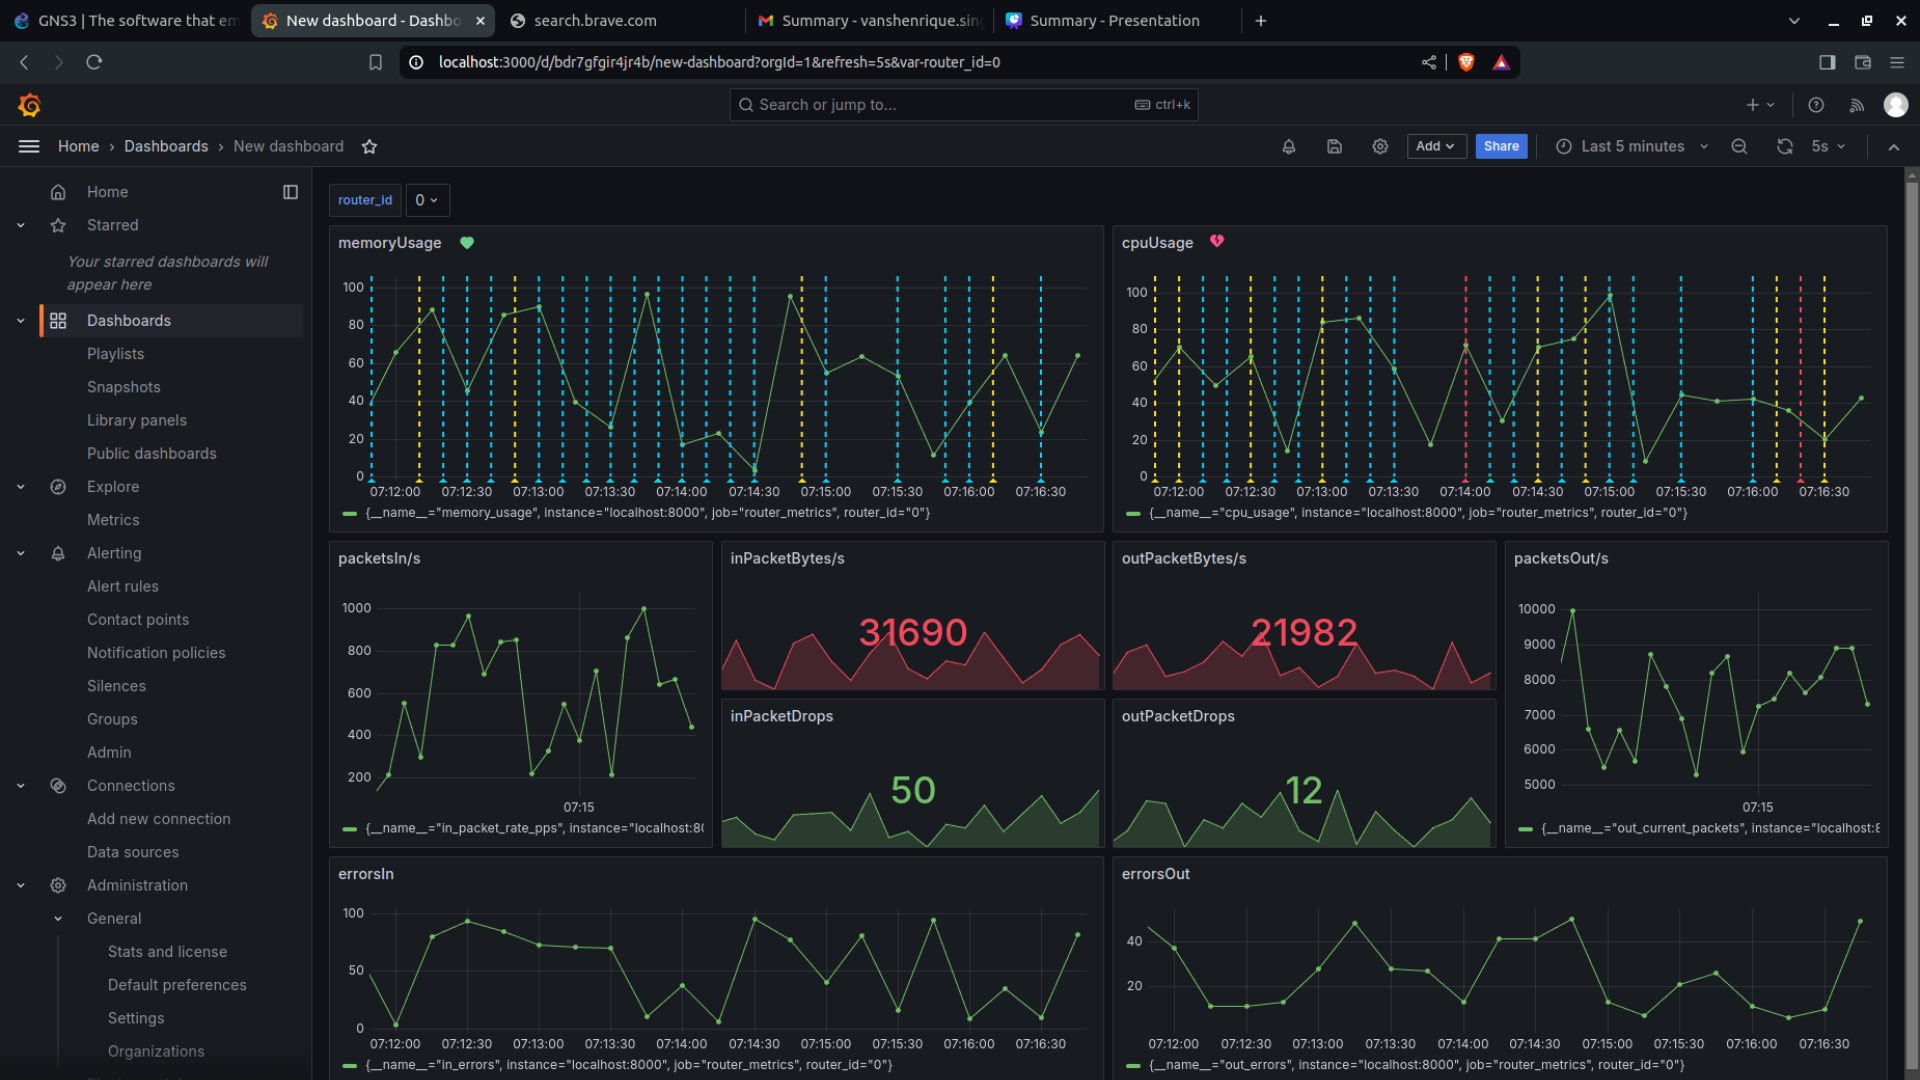 GNS3 | The software that em
New dashboard - Dashbo
search.brave.com
Summary - vanshenrique.sin
Summary - Presentation
localhost:3000/d/bdr7gfgir4jr4b/new-dashboard?orgId=1&refresh=5s&var-router_id=0
Search or jump to...
ctrl+k
Home › Dashboards › New dashboard
Add
Share
Last 5 minutes
5s
Home
Starred
Your starred dashboards will
appear here
Dashboards
Playlists
Snapshots
Library panels
Public dashboards
Explore
Metrics
Alerting
Alert rules
Contact points
Notification policies
Silences
Groups
Admin
Connections
Add new connection
Data sources
Administration
General
Stats and license
Default preferences
Settings
Organizations
router_id
0
memoryUsage
100
80
60
40
20
0
07:12:00 07:12:30 07:13:00 07:13:30 07:14:00 07:14:30 07:15:00 07:15:30 07:16:00 07:16:30
{__name__="memory_usage", instance="localhost:8000", job="router_metrics", router_id="0"}
cpuUsage
100
80
60
40
20
0
07:12:00 07:12:30 07:13:00 07:13:30 07:14:00 07:14:30 07:15:00 07:15:30 07:16:00 07:16:30
{__name__="cpu_usage", instance="localhost:8000", job="router_metrics", router_id="0"}
packetsIn/s
1000
800
600
400
200
07:15
{__name__="in_packet_rate_pps", instance="localhost:80
inPacketBytes/s
31690
outPacketBytes/s
21982
inPacketDrops
50
outPacketDrops
12
packetsOut/s
10000
9000
8000
7000
6000
5000
07:15
{__name__="out_current_packets", instance="localhost:8
errorsIn
100
50
0
07:12:00 07:12:30 07:13:00 07:13:30 07:14:00 07:14:30 07:15:00 07:15:30 07:16:00 07:16:30
{__name__="in_errors", instance="localhost:8000", job="router_metrics", router_id="0"}
errorsOut
40
20
07:12:00 07:12:30 07:13:00 07:13:30 07:14:00 07:14:30 07:15:00 07:15:30 07:16:00 07:16:30
{__name__="out_errors", instance="localhost:8000", job="router_metrics", router_id="0"}